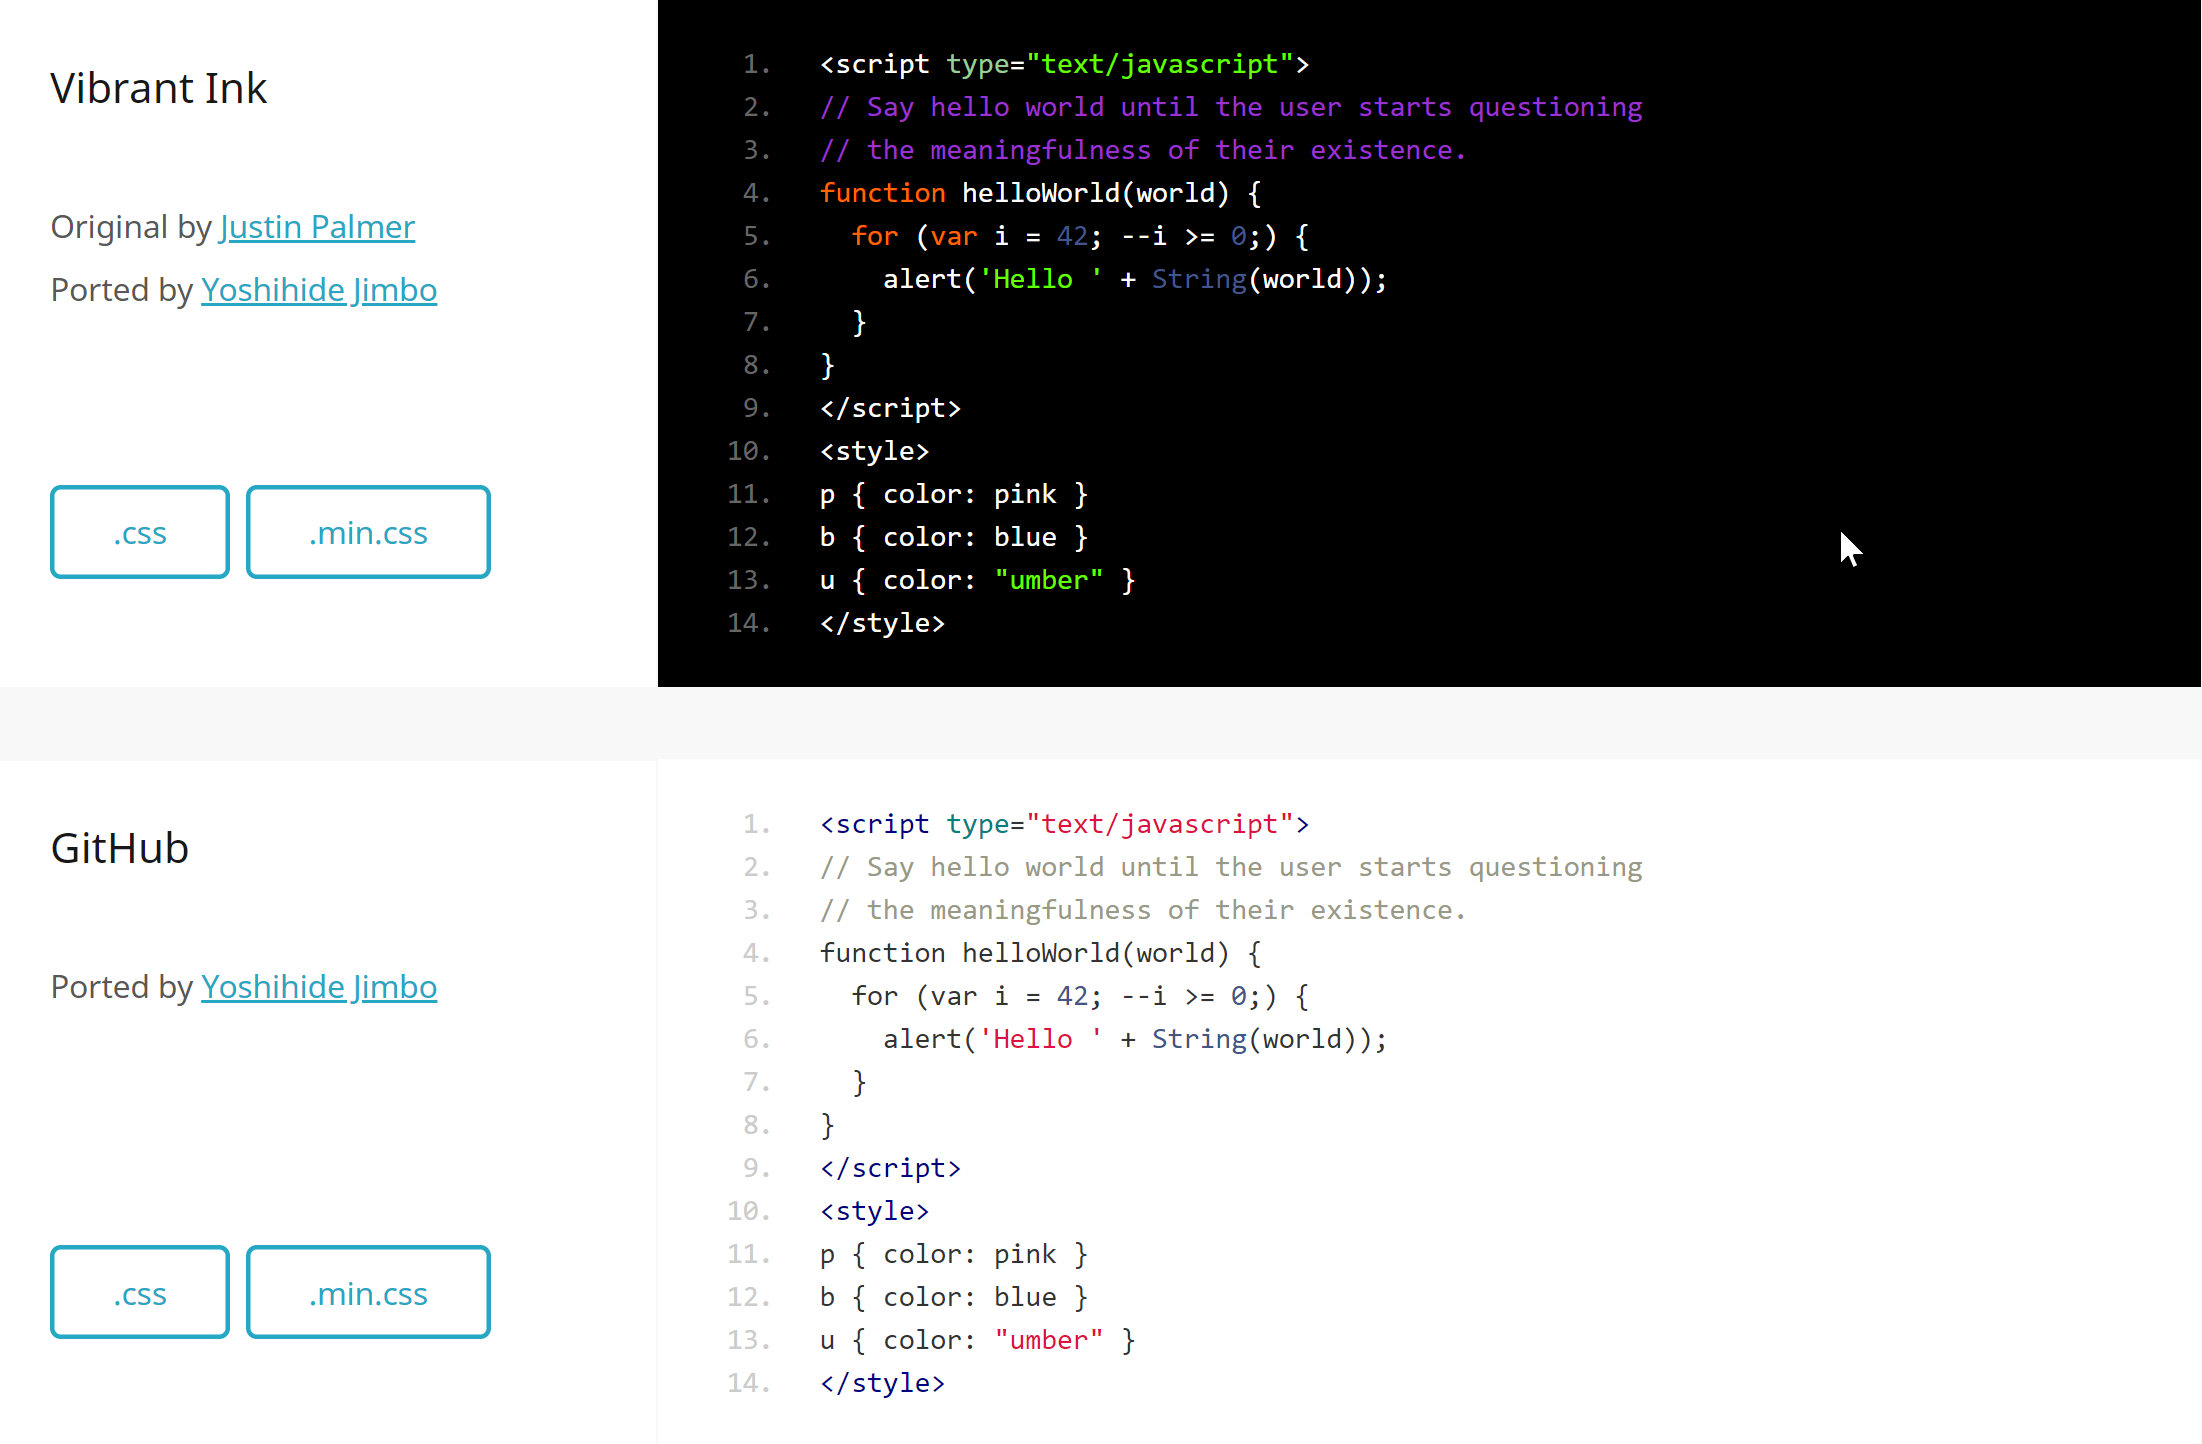 Vibrant Ink
Original by Justin Palmer
Ported by Yoshihide Jimbo
.css .min.css
1. <script type="text/javascript">
2. // Say hello world until the user starts questioning
3. // the meaningfulness of their existence.
4. function helloWorld(world) {
5.   for (var i = 42; --i >= 0;) {
6.     alert('Hello ' + String(world));
7.   }
8. }
9. </script>
10. <style>
11. p { color: pink }
12. b { color: blue }
13. u { color: "umber" }
14. </style>
GitHub
Ported by Yoshihide Jimbo
.css .min.css
1. <script type="text/javascript">
2. // Say hello world until the user starts questioning
3. // the meaningfulness of their existence.
4. function helloWorld(world) {
5.   for (var i = 42; --i >= 0;) {
6.     alert('Hello ' + String(world));
7.   }
8. }
9. </script>
10. <style>
11. p { color: pink }
12. b { color: blue }
13. u { color: "umber" }
14. </style>